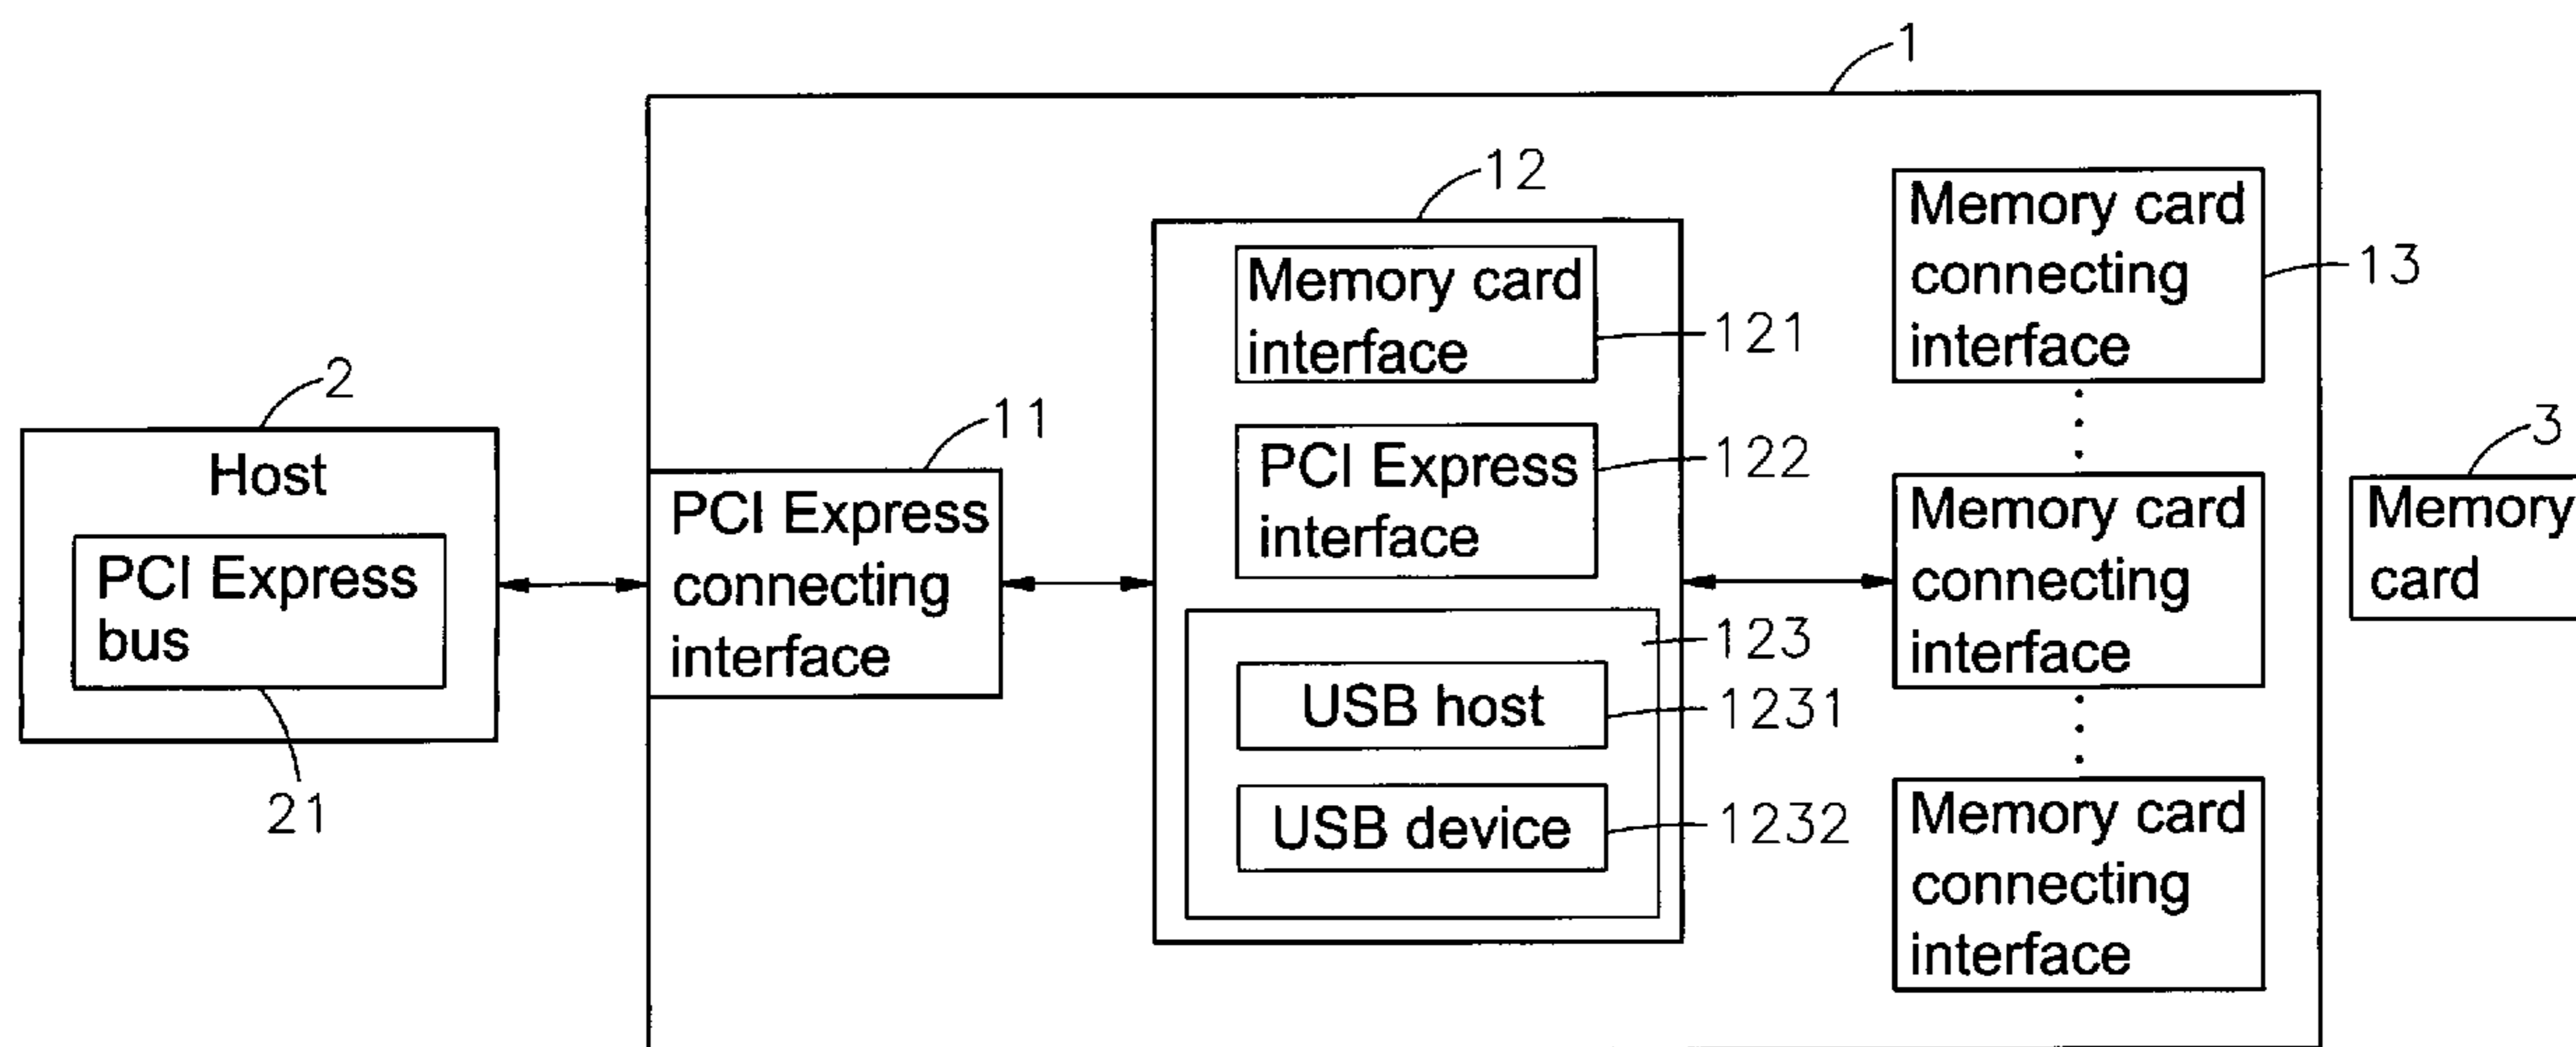 1
2
Host
PCI Express
bus
21
11
PCI Express
connecting
interface
12
Memory card
interface
121
PCI Express
interface
122
123
USB host
1231
USB device
1232
Memory card
connecting
interface
13
Memory card
connecting
interface
Memory card
connecting
interface
3
Memory
card